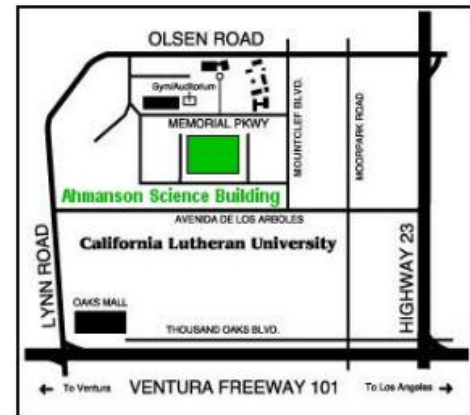 OLSEN ROAD
Gym/Auditorium
MEMORIAL PKWY
MOUNTCLEF BLVD.
MOORPARK ROAD
Ahmanson Science Building
AVENIDA DE LOS ARBOLES
California Lutheran University
LYNN ROAD
HIGHWAY 23
OAKS MALL
THOUSAND OAKS BLVD.
To Ventura VENTURA FREEWAY 101 To Los Angeles